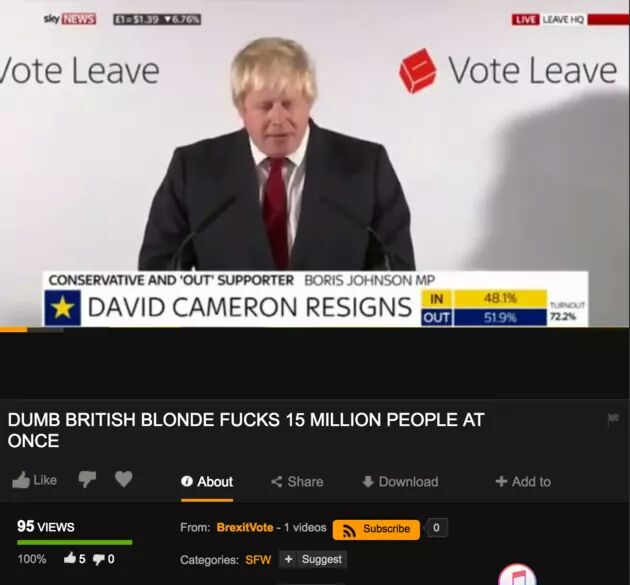 sky NEWS £1=$1.39 ▼6.76% LIVE LEAVE HQ
Vote Leave Vote Leave
CONSERVATIVE AND 'OUT' SUPPORTER BORIS JOHNSON MP
DAVID CAMERON RESIGNS
IN 48.1%
OUT 51.9%
TURNOUT
72.2%
DUMB BRITISH BLONDE FUCKS 15 MILLION PEOPLE AT
ONCE
Like About Share Download + Add to
95 VIEWS
From: BrexitVote - 1 videos Subscribe 0
100% 5 0
Categories: SFW + Suggest